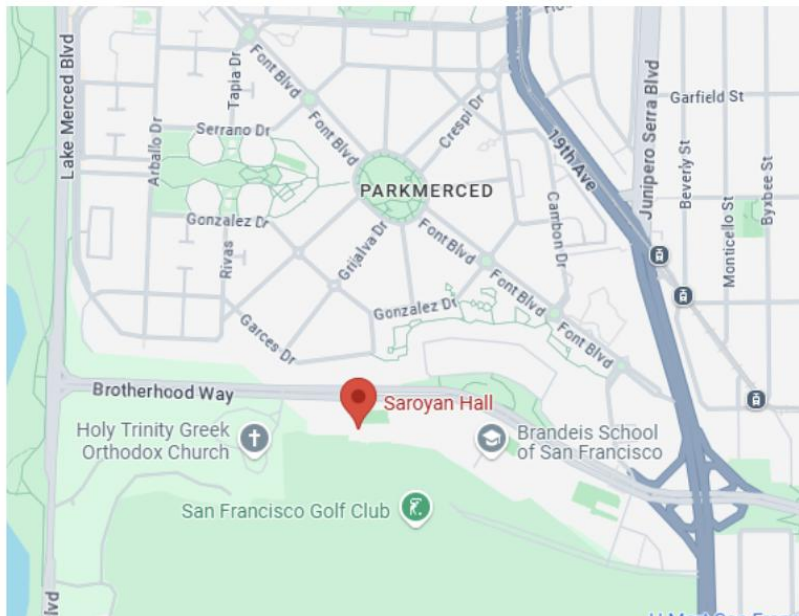 Lake Merced Blvd
Tapia Dr
Font Blvd
Font Blvd
Serrano Dr
Arballo Dr
Crespi Dr
19th Ave
Junipero Serra Blvd
Garfield St
Beverly St
Monticello St
Byxbee St
PARKMERCED
Gonzalez Dr
Rivas
Grijalva Dr
Font Blvd
Cambon Dr
Font Blvd
Gonzalez Dr
Font Blvd
Garces Dr
Brotherhood Way
Saroyan Hall
Holy Trinity Greek
Orthodox Church
Brandeis School
of San Francisco
San Francisco Golf Club
lvd